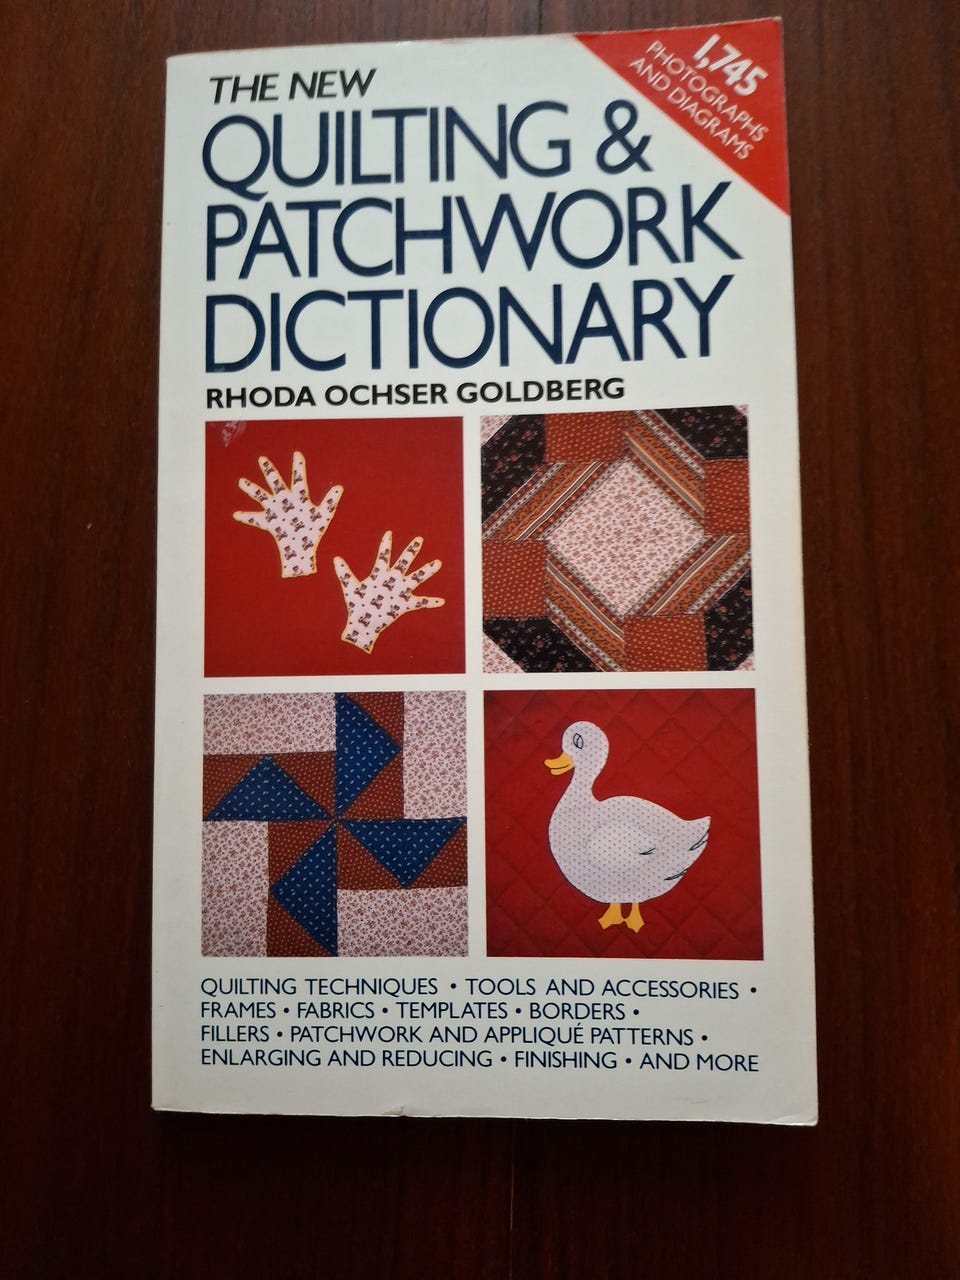 THE NEW
QUILTING &
PATCHWORK
DICTIONARY
RHODA OCHSER GOLDBERG
1,745
PHOTOGRAPHS
AND DIAGRAMS
QUILTING TECHNIQUES • TOOLS AND ACCESSORIES •
FRAMES • FABRICS • TEMPLATES • BORDERS •
FILLERS • PATCHWORK AND APPLIQUÉ PATTERNS •
ENLARGING AND REDUCING • FINISHING • AND MORE